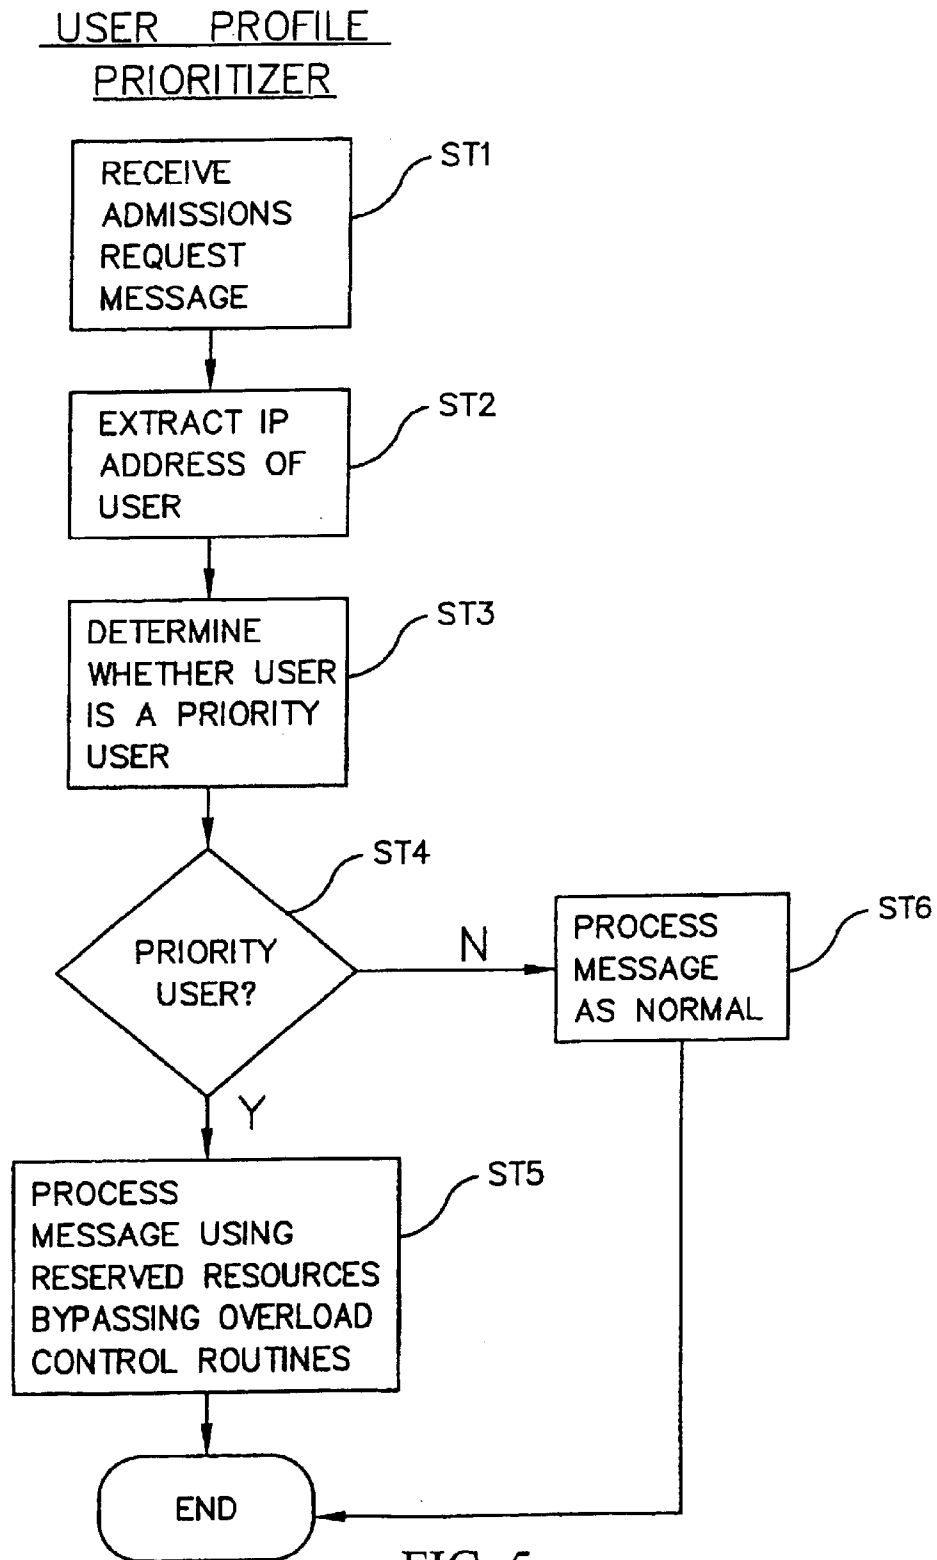 USER PROFILE
PRIORITIZER
RECEIVE
ADMISSIONS
REQUEST
MESSAGE
ST1
EXTRACT IP
ADDRESS OF
USER
ST2
DETERMINE
WHETHER USER
IS A PRIORITY
USER
ST3
PRIORITY
USER?
ST4
N
PROCESS
MESSAGE
AS NORMAL
ST6
Y
PROCESS
MESSAGE USING
RESERVED RESOURCES
BYPASSING OVERLOAD
CONTROL ROUTINES
ST5
END
FIG. 5